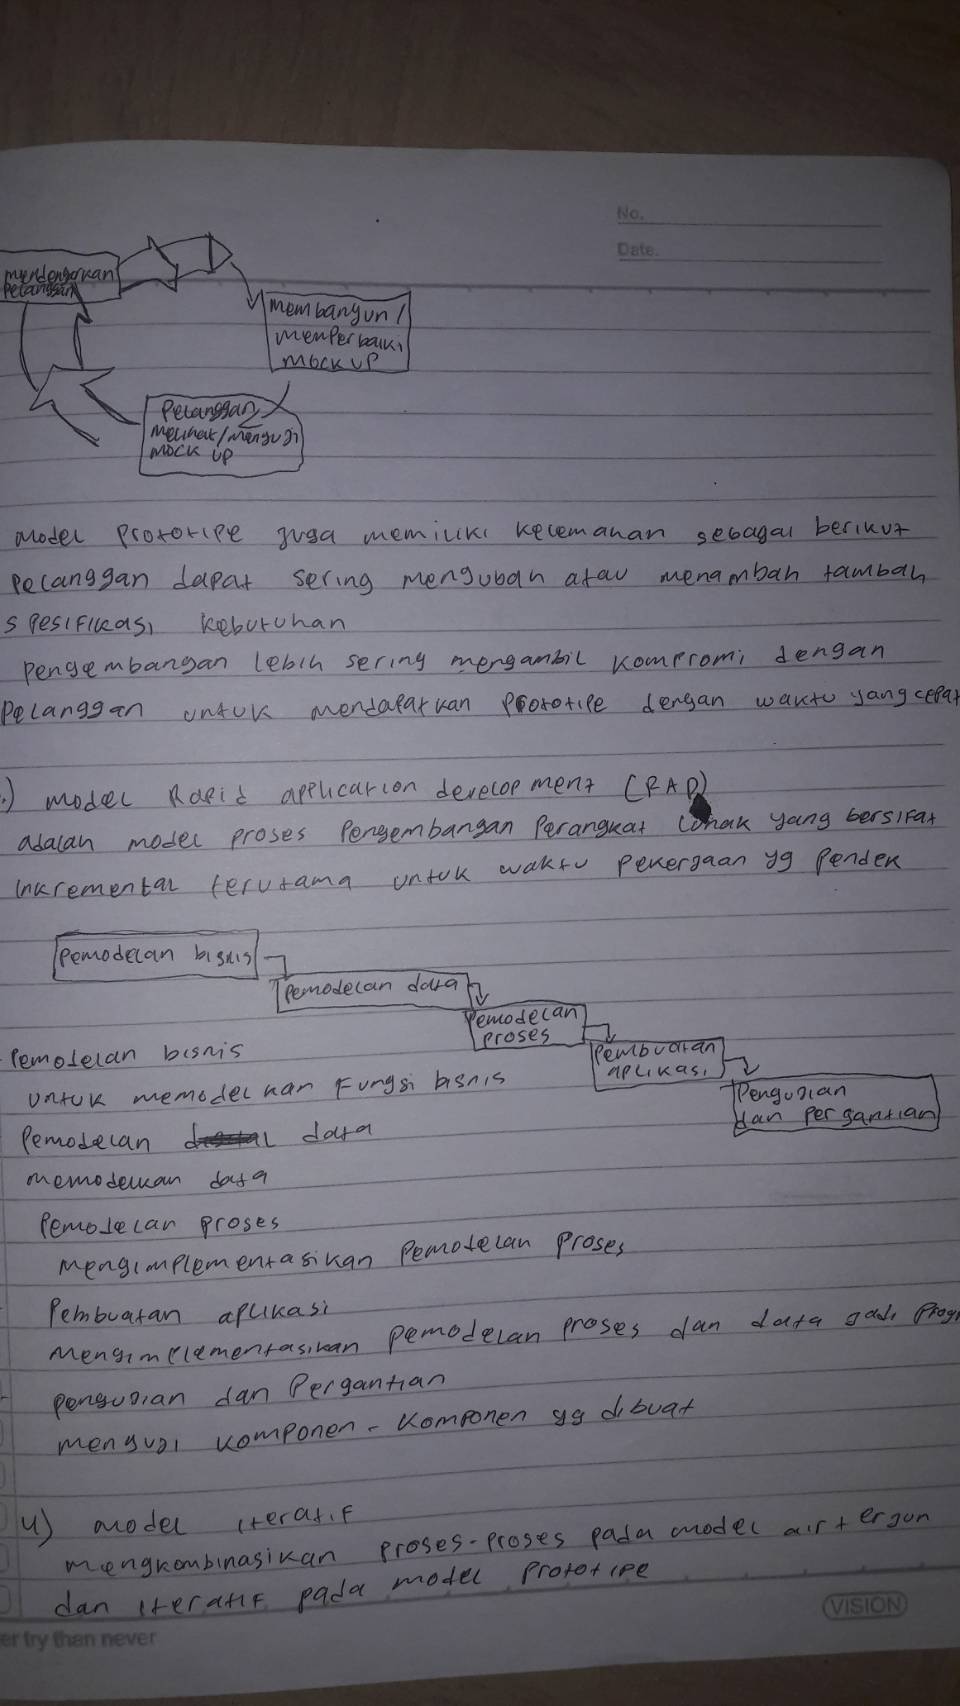 No.
Date.
mendengarkan
Pelanggan
membangun /
memperbaiki
mock up
Pelanggan
melihat/menguji
mock up
model prototipe juga memiliki kelemahan sebagai berikut
pelanggan dapat sering mengubah atau menambah tambah
spesifikasi kebutuhan
pengembangan lebih sering mengambil kompromi dengan
pelanggan untuk mendapatkan prototipe dengan waktu yang cepat
.) model Rapid application development (RAD)
adalah model proses pengembangan perangkat lunak yang bersifat
inkremental terutama untuk waktu pekerjaan yg pendek
pemodelan bisnis
pemodelan data
pemodelan
proses
pembuatan
aplikasi
Pengujian
dan pergantian
- Pemodelan bisnis
untuk memodelkan fungsi bisnis
Pemodelan data
memodelkan data
Pemodelan proses
mengimplementasikan Pemodelan proses
- Pembuatan aplikasi
mengimplementasikan pemodelan proses dan data jadi progr
- pengujian dan Pergantian
menguji komponen - komponen yg dibuat
4) model iteratif
mengkombinasikan proses-proses pada model air terjun
dan iteratif pada model prototipe
VISION
er try than never